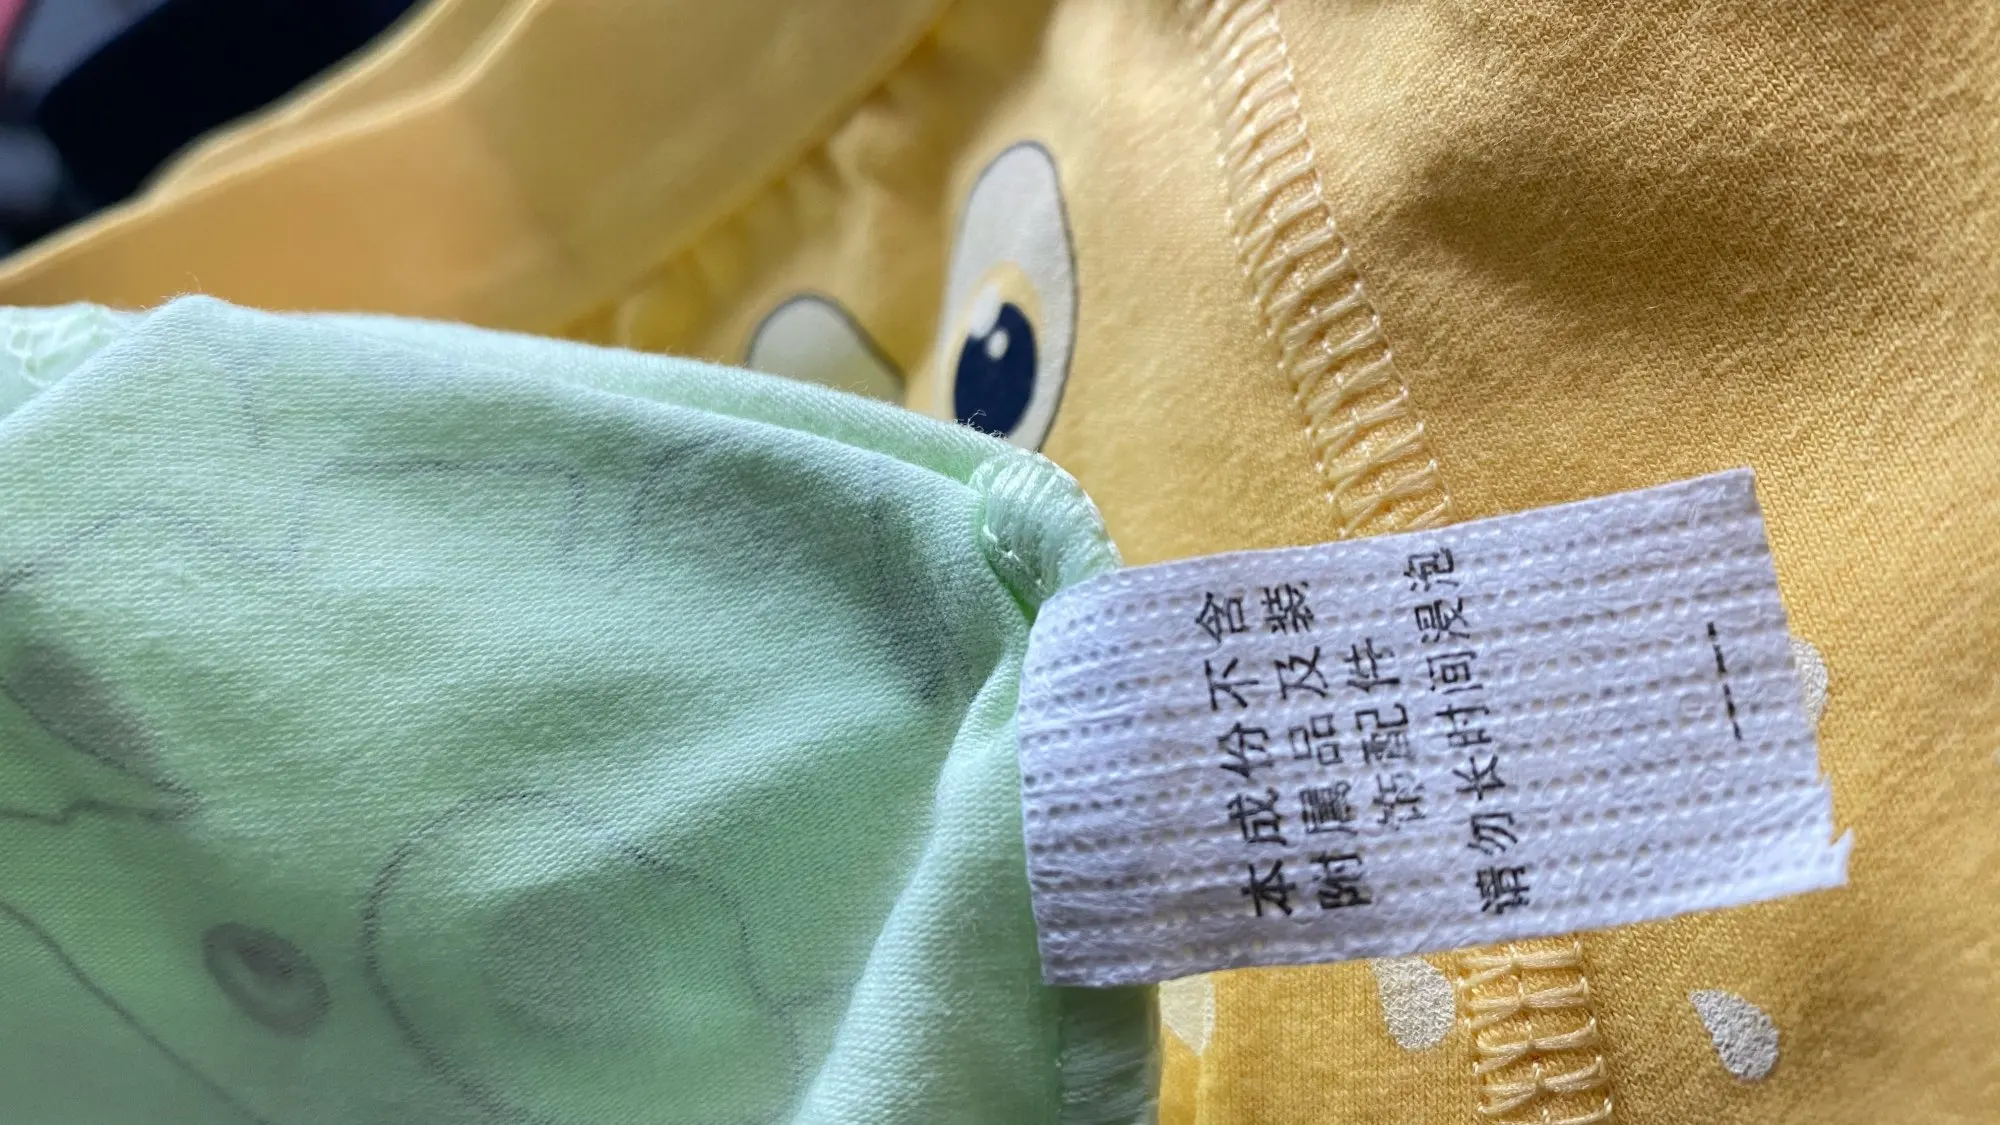 本成份不含
附属品及装
饰配件
请勿长时间浸泡